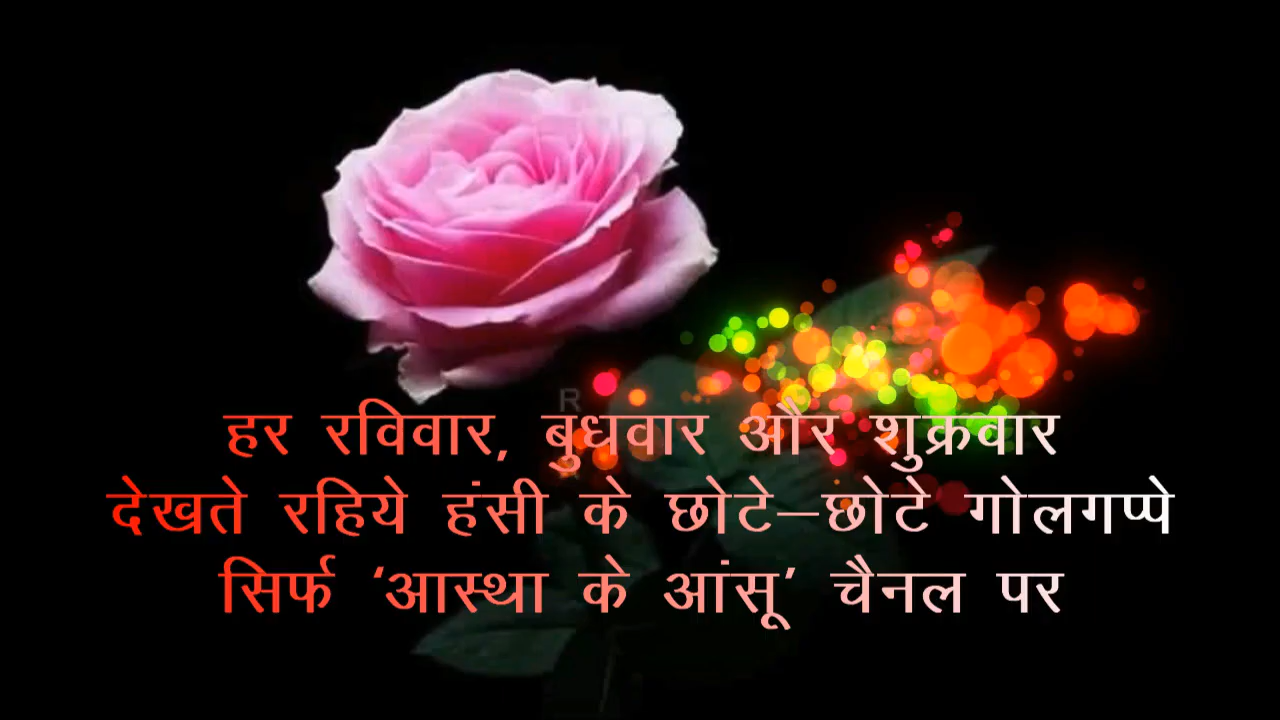 हर रविवार, बुधवार और शुक्रवार
देखते रहिये हंसी के छोटे–छोटे गोलगप्पे
सिर्फ ‘आस्था के आंसू’ चैनल पर